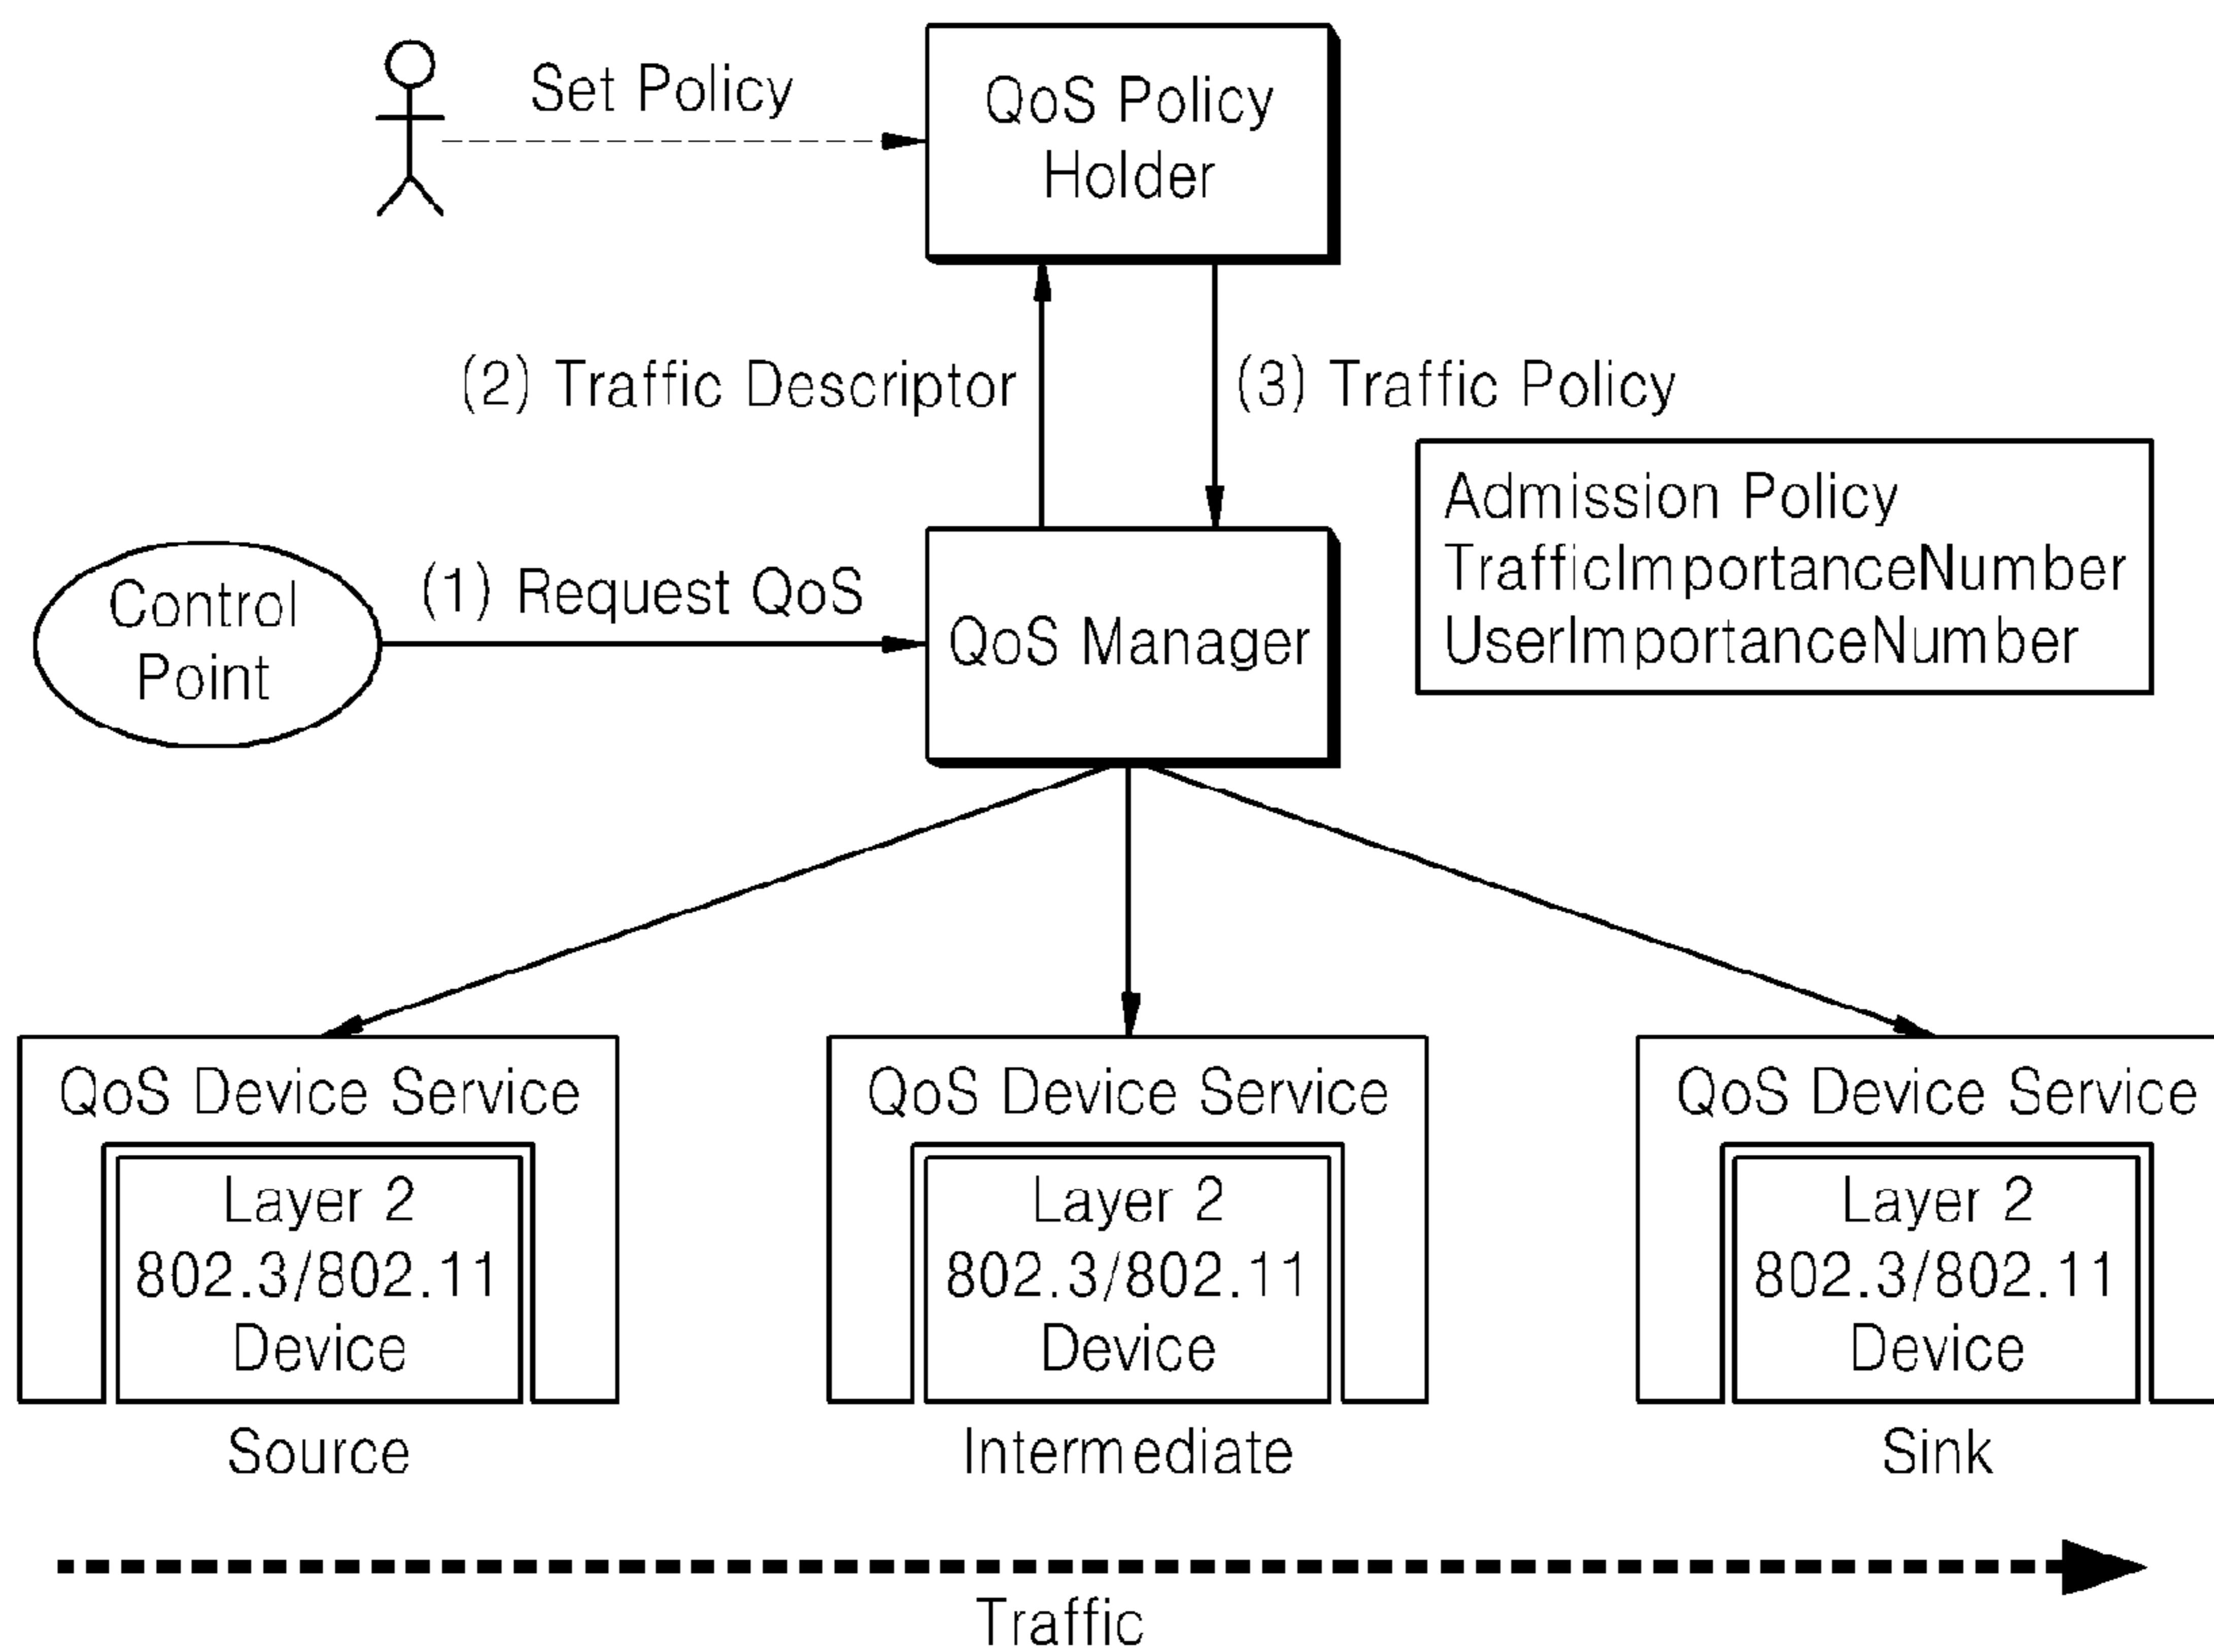 Set Policy
QoS Policy
Holder
(2) Traffic Descriptor
(3) Traffic Policy
Admission Policy
TrafficImportanceNumber
UserImportanceNumber
Control
Point
(1) Request QoS
QoS Manager
QoS Device Service
Layer 2
802.3/802.11
Device
Source
QoS Device Service
Layer 2
802.3/802.11
Device
Intermediate
QoS Device Service
Layer 2
802.3/802.11
Device
Sink
Traffic